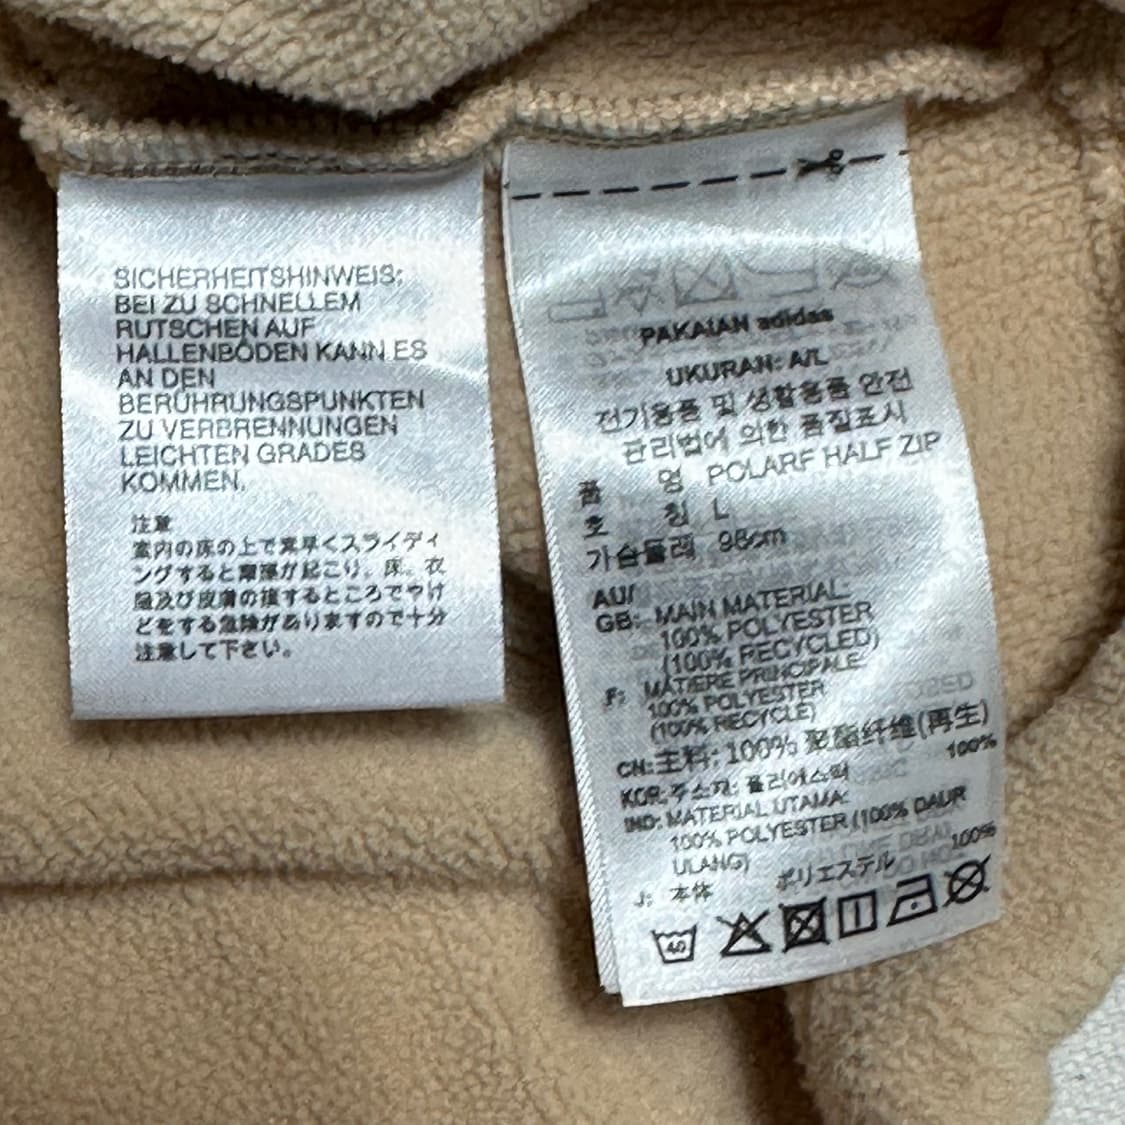 SICHERHEITSHINWEIS:
BEI ZU SCHNELLEM
RUTSCHEN AUF
HALLENBÖDEN KANN ES
AN DEN
BERÜHRUNGSPUNKTEN
ZU VERBRENNUNGEN
LEICHTEN GRADES
KOMMEN.
注意
室内の床の上で素早くスライディ
ングすると摩擦が起こり、床、衣
服及び皮膚の接するところでやけ
どをする危険がありますので十分
注意して下さい。
PAKAIAN adidas
UKURAN: A/L
전기용품 및 생활용품 안전
관리법에 의한 품질표시
품 명 POLARF HALF ZIP
호 칭 L
가슴둘레 98cm
AU/
GB: MAIN MATERIAL:
100% POLYESTER
(100% RECYCLED)
F: MATIERE PRINCIPALE:
100% POLYESTER
(100% RECYCLE)
CN: 主料: 100% 聚酯纤维(再生)
KOR: 주소재: 폴리에스터 100%
IND: MATERIAL UTAMA:
100% POLYESTER (100% DAUR
ULANG)
J: 本体 ポリエステル 100%
40